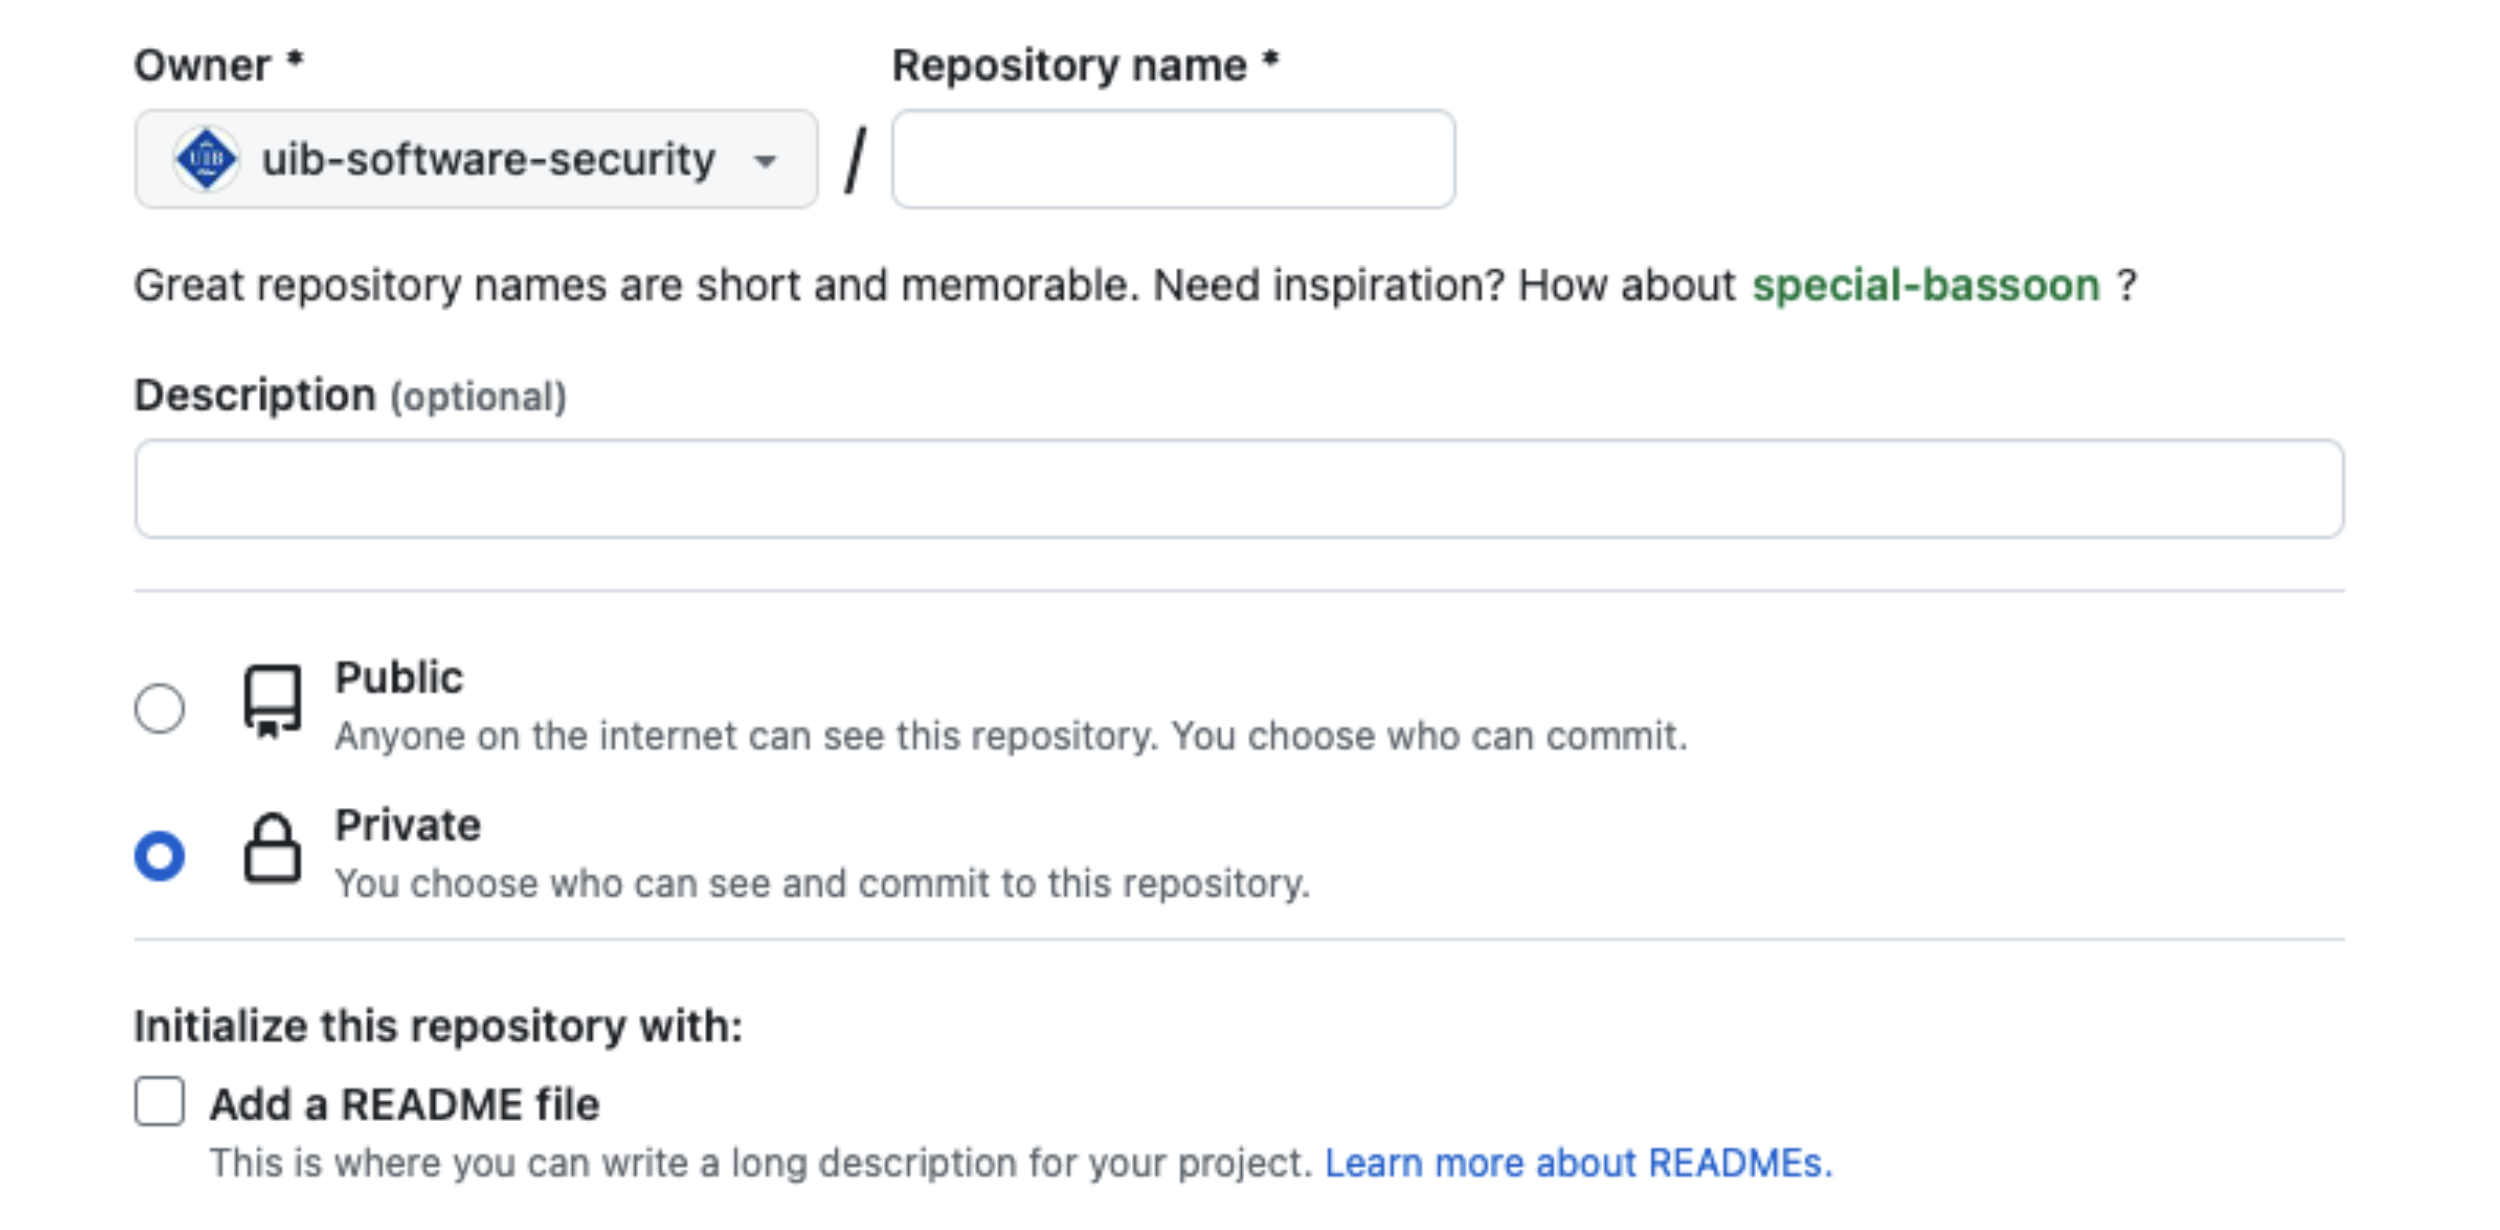 Owner *
Repository name *
UIB
uib-software-security
/
Great repository names are short and memorable. Need inspiration? How about special-bassoon ?
Description (optional)
Public
Anyone on the internet can see this repository. You choose who can commit.
Private
You choose who can see and commit to this repository.
Initialize this repository with:
Add a README file
This is where you can write a long description for your project. Learn more about READMEs.